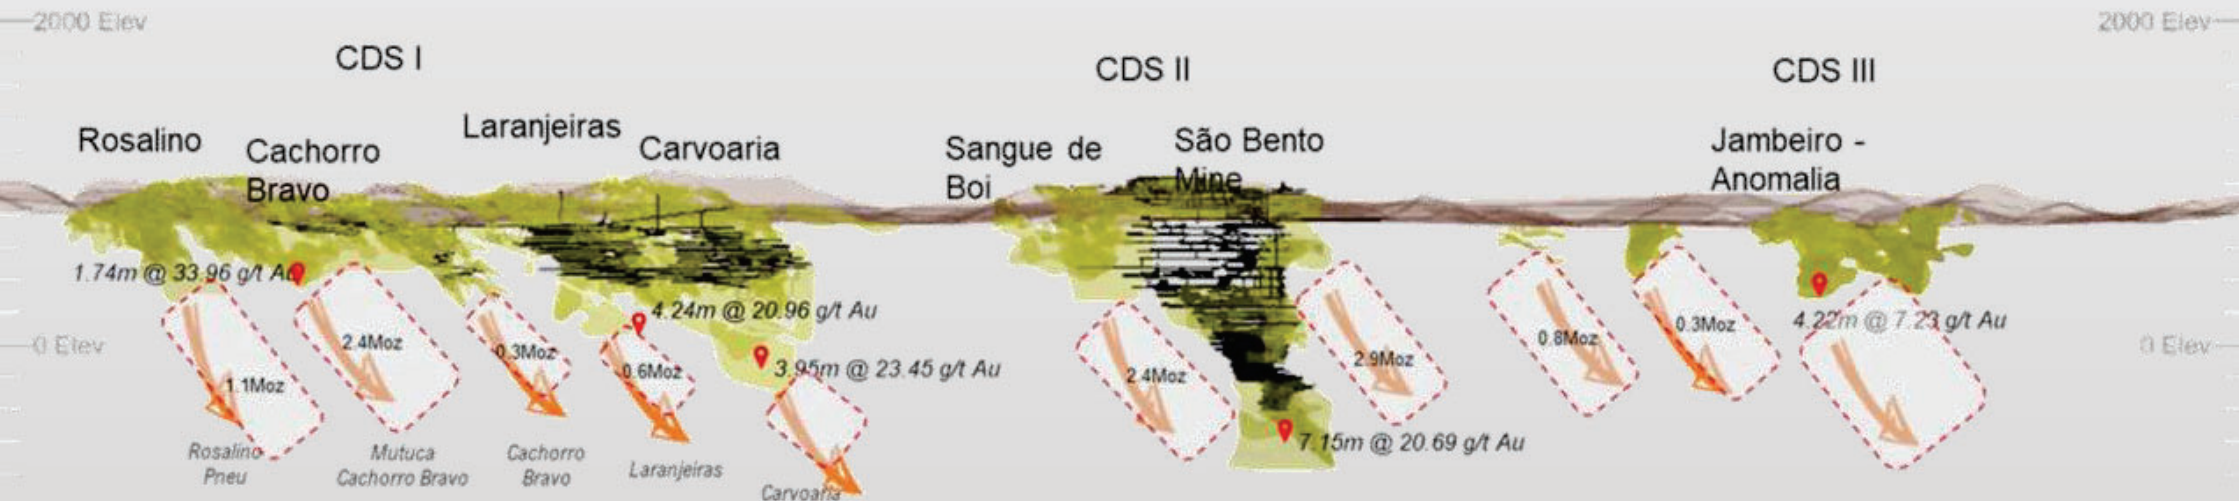 2000 Elev
2000 Elev
CDS I
CDS II
CDS III
Rosalino
Cachorro
Bravo
Laranjeiras
Carvoaria
Sangue de
Boi
São Bento
Mine
Jambeiro -
Anomalia
1.74m @ 33.96 g/t Au
4.24m @ 20.96 g/t Au
3.95m @ 23.45 g/t Au
7.15m @ 20.69 g/t Au
4.22m @ 7.23 g/t Au
0 Elev
0 Elev
1.1Moz
2.4Moz
0.3Moz
0.6Moz
2.4Moz
2.9Moz
0.8Moz
0.3Moz
Rosalino
Pneu
Mutuca
Cachorro Bravo
Cachorro
Bravo
Laranjeiras
Carvoaria